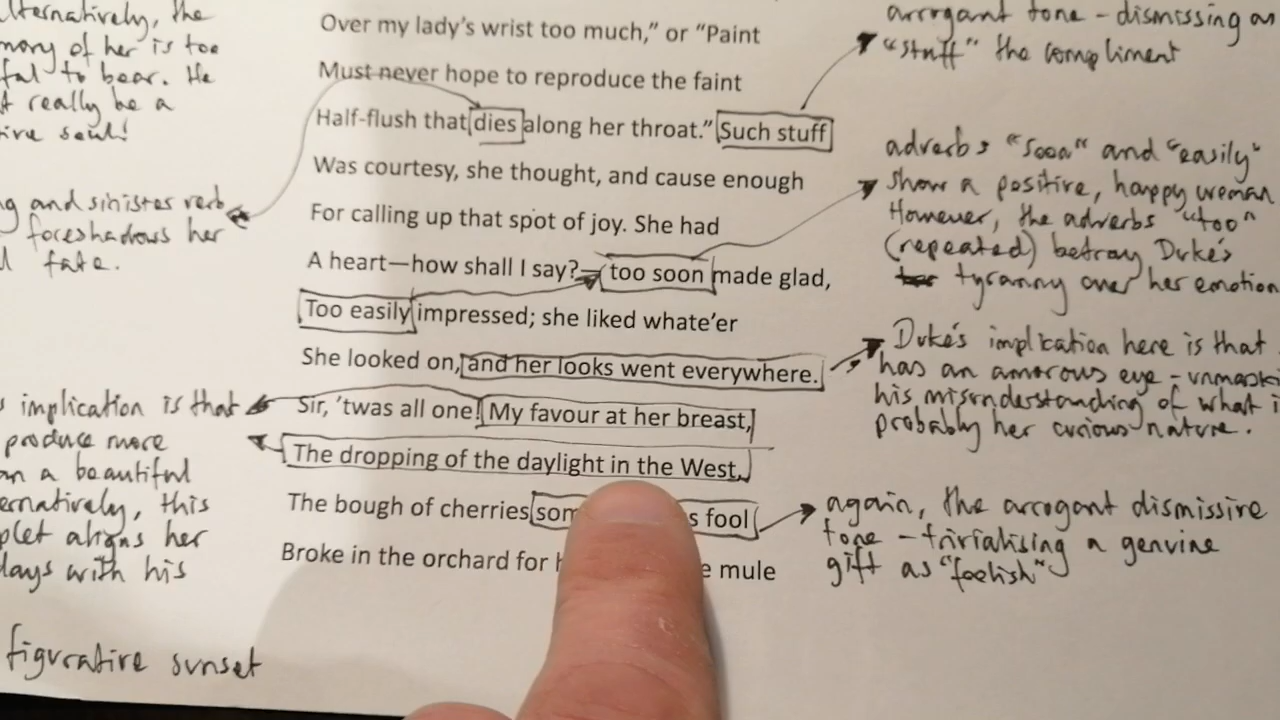 lternatively, the
mory of her is too
ful to bear. He
t really be a
ive soul!
g and sinister verb
foreshadows her
l fate.
s implication is that
produce more
n a beautiful
ernatively, this
plet aligns her
days with his
figurative sunset
Over my lady's wrist too much," or "Paint
Must never hope to reproduce the faint
Half-flush that dies along her throat." Such stuff
Was courtesy, she thought, and cause enough
For calling up that spot of joy. She had
A heart—how shall I say?— too soon made glad,
Too easily impressed; she liked whate'er
She looked on, and her looks went everywhere.
Sir, 'twas all one! My favour at her breast,
The dropping of the daylight in the West,
The bough of cherries som s fool
Broke in the orchard for h e mule
arrogant tone - dismissing as
"stuff" the compliment
adverbs "soon" and "easily"
show a positive, happy woman
However, the adverbs "too"
(repeated) betray Duke's
tyranny over her emotion
Duke's implication here is that
has an amorous eye - unmaski
his misunderstanding of what i
probably her curious nature.
again, the arrogant dismissive
tone - trivialising a genuine
gift as "foolish"